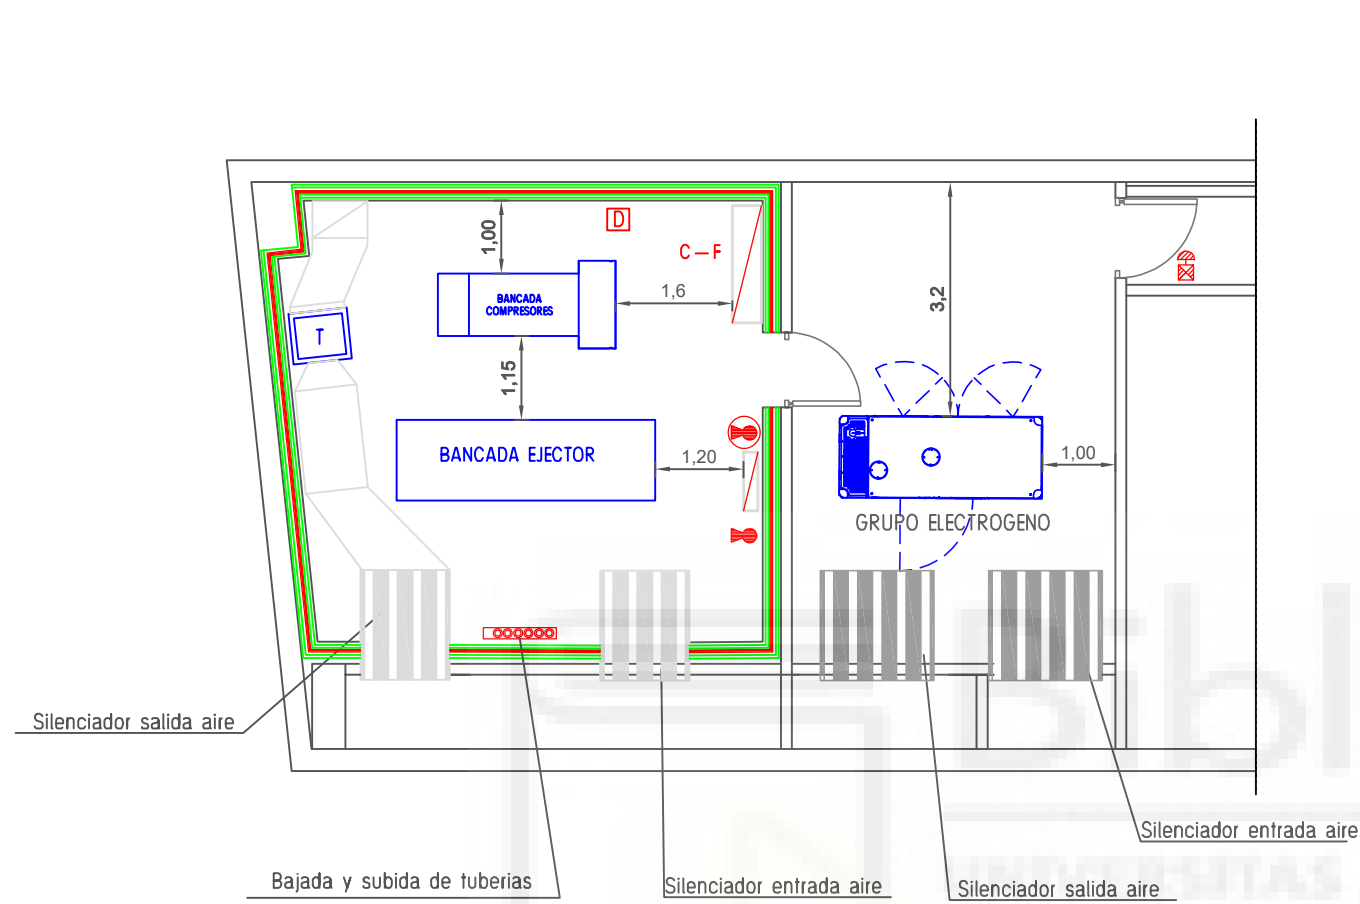 D
C-F
1,00
BANCADA
COMPRESORES
1,6
3,2
T
1,15
BANCADA EJECTOR
1,20
1,00
GRUPO ELECTROGENO
Silenciador salida aire
Silenciador entrada aire
Bajada y subida de tuberias
Silenciador entrada aire
Silenciador salida aire
Bibl